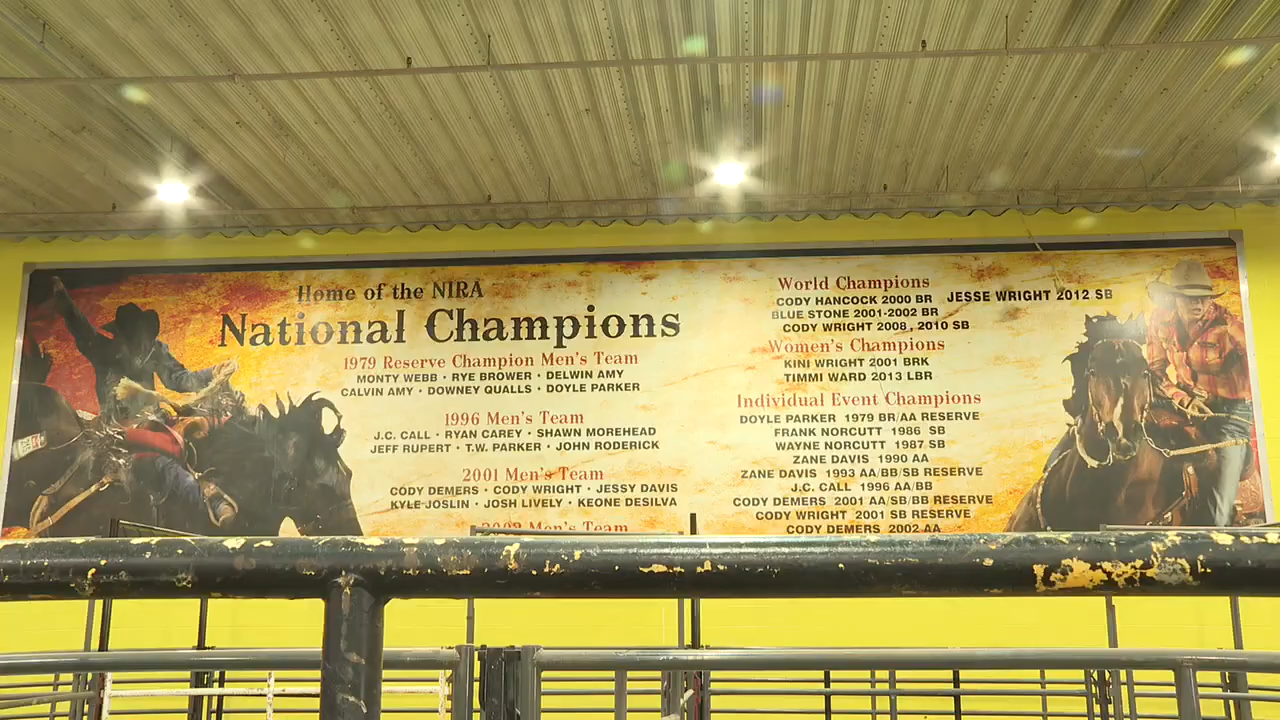 Home of the NIRA
National Champions
1979 Reserve Champion Men's Team
MONTY WEBB · RYE BROWER · DELWIN AMY
CALVIN AMY · DOWNEY QUALLS · DOYLE PARKER
1996 Men's Team
J.C. CALL · RYAN CAREY · SHAWN MOREHEAD
JEFF RUPERT · T.W. PARKER · JOHN RODERICK
2001 Men's Team
CODY DEMERS · CODY WRIGHT · JESSY DAVIS
KYLE JOSLIN · JOSH LIVELY · KEONE DESILVA
2002 Men's Team
World Champions
CODY HANCOCK 2000 BR JESSE WRIGHT 2012 SB
BLUE STONE 2001-2002 BR
CODY WRIGHT 2008, 2010 SB
Women's Champions
KINI WRIGHT 2001 BRK
TIMMI WARD 2013 LBR
Individual Event Champions
DOYLE PARKER 1979 BR/AA RESERVE
FRANK NORCUTT 1986 SB
WAYNE NORCUTT 1987 SB
ZANE DAVIS 1990 AA
ZANE DAVIS 1993 AA/BB/SB RESERVE
J.C. CALL 1996 AA/BB
CODY DEMERS 2001 AA/SB/BB RESERVE
CODY WRIGHT 2001 SB RESERVE
CODY DEMERS 2002 AA